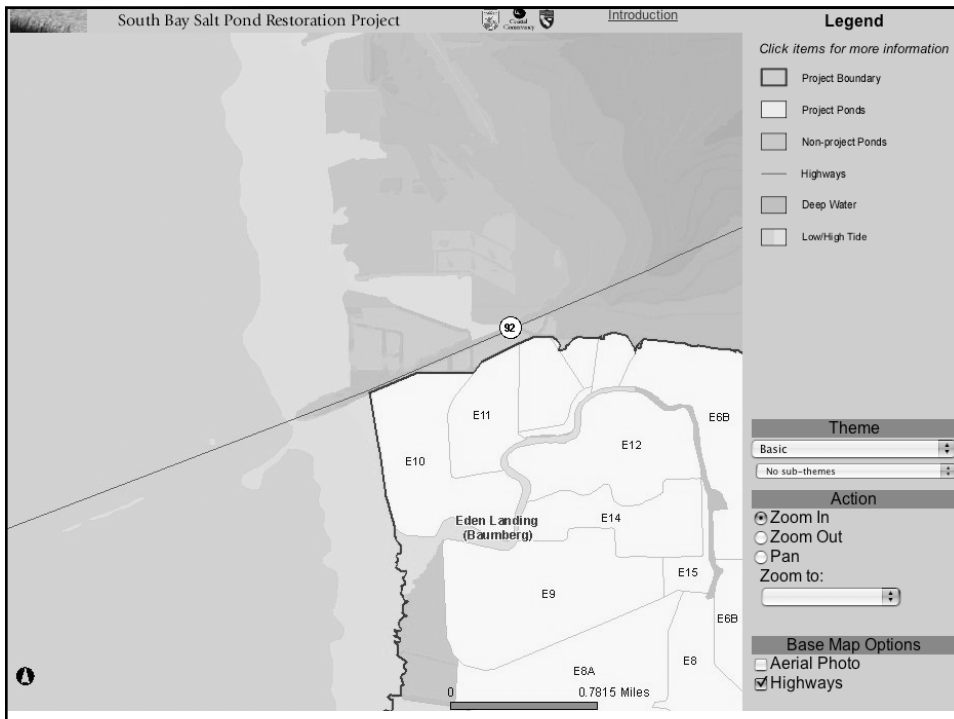 South Bay Salt Pond Restoration Project
Coastal
Conservancy
Introduction
Legend
Click items for more information
Project Boundary
Project Ponds
Non-project Ponds
Highways
Deep Water
Low/High Tide
92
E11
E10
E12
E6B
Eden Landing
(Baumberg)
E14
E15
E9
E6B
E8
E8A
0
0.7815 Miles
Theme
Basic
No sub-themes
Action
Zoom In
Zoom Out
Pan
Zoom to:
Base Map Options
Aerial Photo
Highways